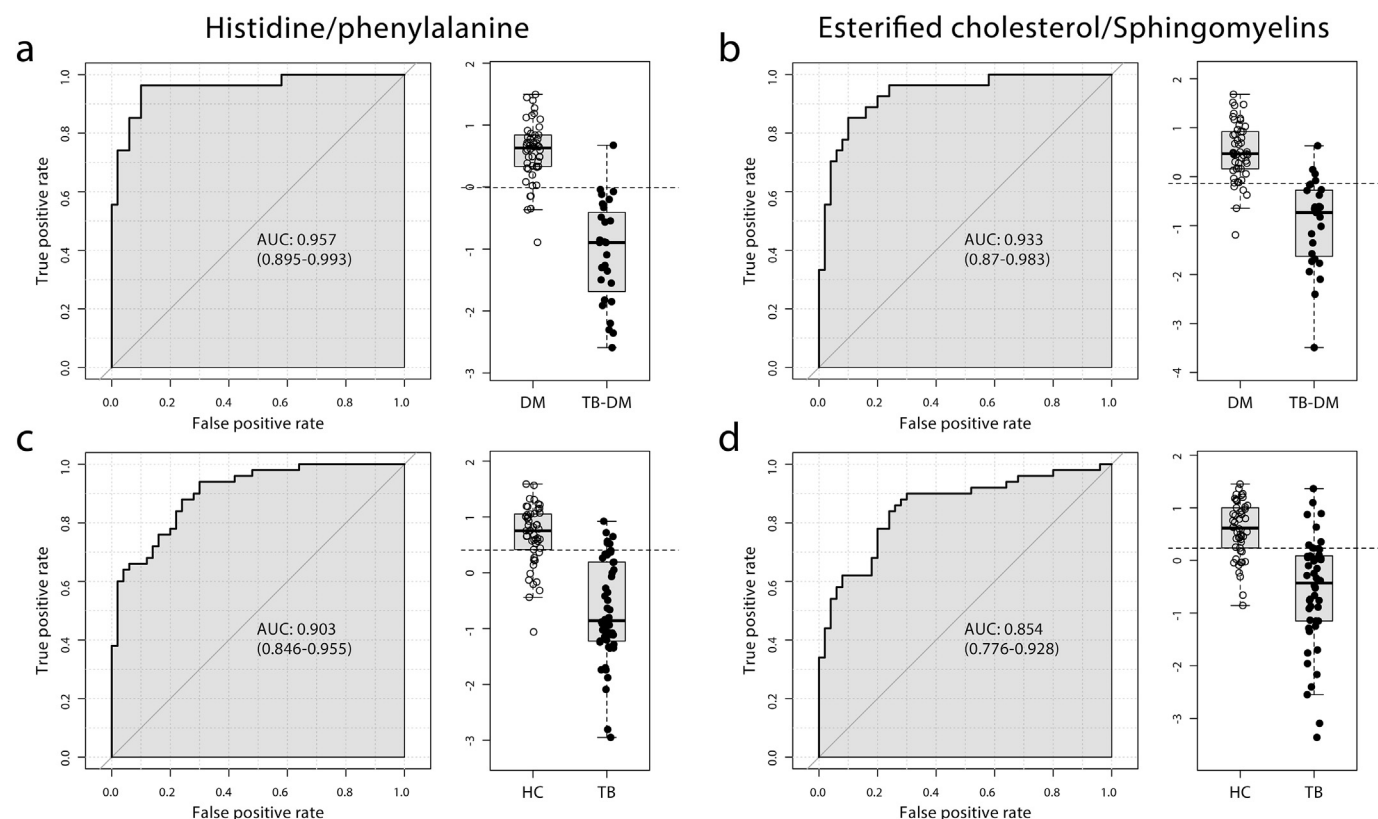 Histidine/phenylalanine
Esterified cholesterol/Sphingomyelins
a
True positive rate
0.0 0.2 0.4 0.6 0.8 1.0
AUC: 0.957
(0.895-0.993)
0.0 0.2 0.4 0.6 0.8 1.0
False positive rate
-3 -2 -1 0 1 2
DM TB-DM
b
True positive rate
0.0 0.2 0.4 0.6 0.8 1.0
AUC: 0.933
(0.87-0.983)
0.0 0.2 0.4 0.6 0.8 1.0
False positive rate
-4 -3 -2 -1 0 1 2
DM TB-DM
c
True positive rate
0.0 0.2 0.4 0.6 0.8 1.0
AUC: 0.903
(0.846-0.955)
0.0 0.2 0.4 0.6 0.8 1.0
False positive rate
-3 -2 -1 0 1 2
HC TB
d
True positive rate
0.0 0.2 0.4 0.6 0.8 1.0
AUC: 0.854
(0.776-0.928)
0.0 0.2 0.4 0.6 0.8 1.0
False positive rate
-3 -2 -1 0 1 2
HC TB